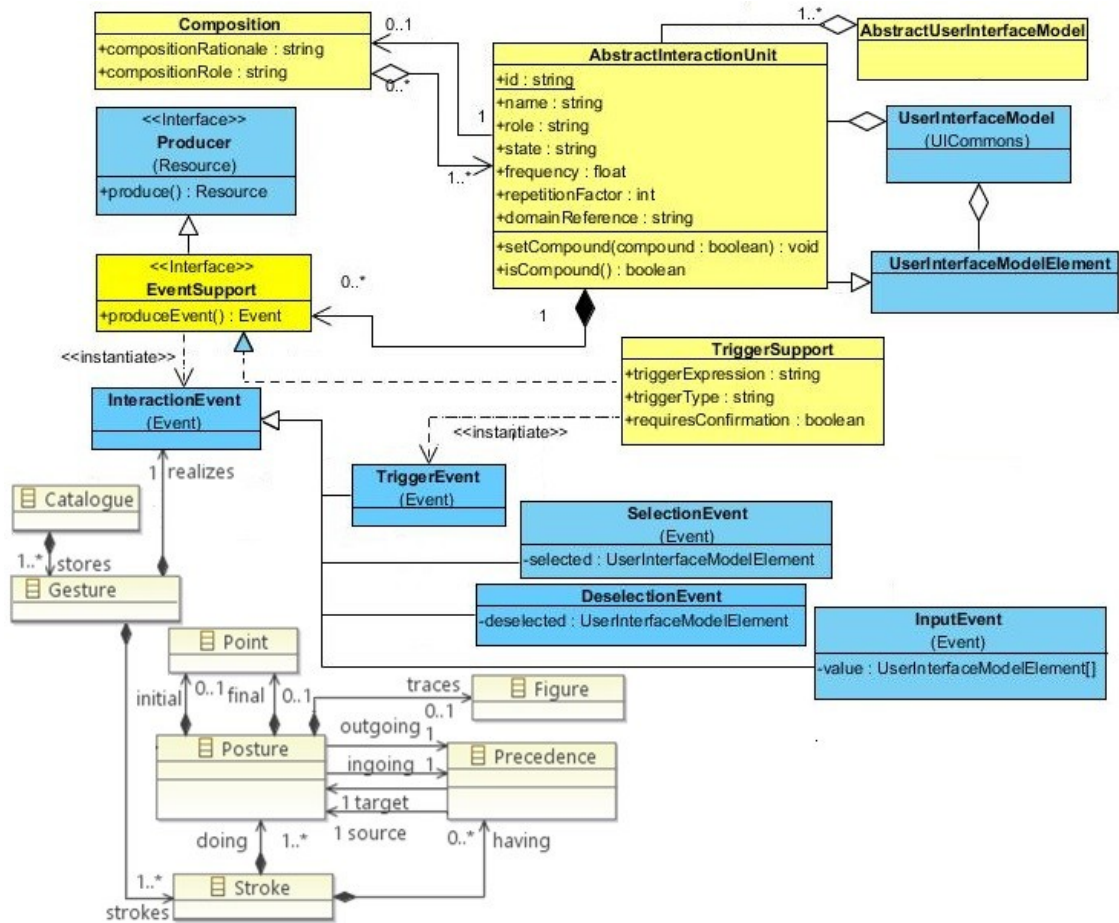 Composition
+compositionRationale : string
+compositionRole : string
0..1
0..*
1
1..*
AbstractInteractionUnit
+id : string
+name : string
+role : string
+state : string
+frequency : float
+repetitionFactor : int
+domainReference : string
+setCompound(compound : boolean) : void
+isCompound() : boolean
1..*
AbstractUserInterfaceModel
UserInterfaceModel
(UICommons)
UserInterfaceModelElement
<<Interface>>
Producer
(Resource)
+produce() : Resource
<<Interface>>
EventSupport
+produceEvent() : Event
0..*
1
<<instantiate>>
TriggerSupport
+triggerExpression : string
+triggerType : string
+requiresConfirmation : boolean
<<instantiate>>
InteractionEvent
(Event)
1 realizes
TriggerEvent
(Event)
SelectionEvent
(Event)
-selected : UserInterfaceModelElement
DeselectionEvent
-deselected : UserInterfaceModelElement
InputEvent
(Event)
-value : UserInterfaceModelElement[]
Catalogue
1..*
stores
Gesture
Point
initial
0..1
final
0..1
traces
0..1
Figure
Posture
outgoing
1
ingoing
1
Precedence
1 target
1 source
doing
1..*
0..*
having
1..*
strokes
Stroke